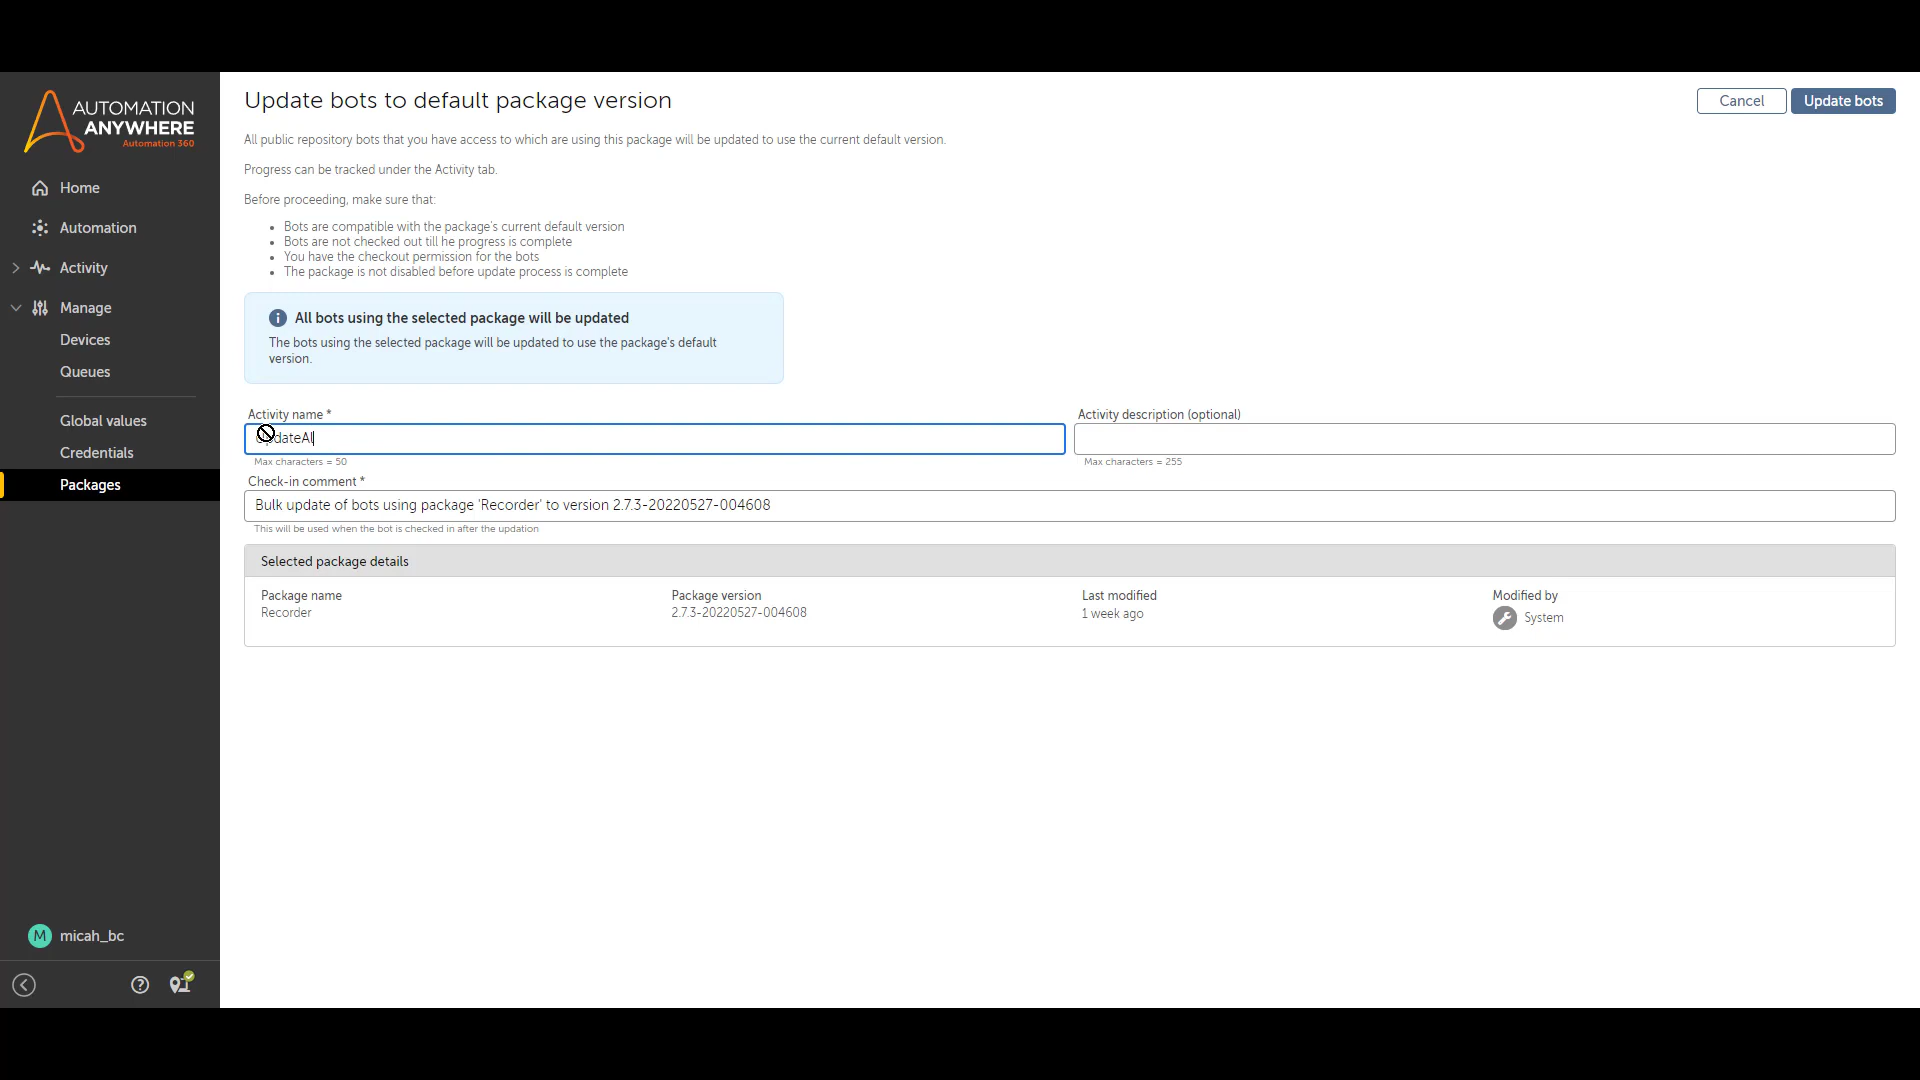 AUTOMATION
ANYWHERE
Automation 360
Home
Automation
Activity
Manage
Devices
Queues
Global values
Credentials
Packages
M micah_bc
Update bots to default package version
Cancel
Update bots
All public repository bots that you have access to which are using this package will be updated to use the current default version.
Progress can be tracked under the Activity tab.
Before proceeding, make sure that:
• Bots are compatible with the package's current default version
• Bots are not checked out till he progress is complete
• You have the checkout permission for the bots
• The package is not disabled before update process is complete
All bots using the selected package will be updated
The bots using the selected package will be updated to use the package's default
version.
Activity name *
Activity description (optional)
UpdateAl
Max characters = 50
Max characters = 255
Check-in comment *
Bulk update of bots using package 'Recorder' to version 2.7.3-20220527-004608
This will be used when the bot is checked in after the updation
Selected package details
Package name
Package version
Last modified
Modified by
Recorder
2.7.3-20220527-004608
1 week ago
System